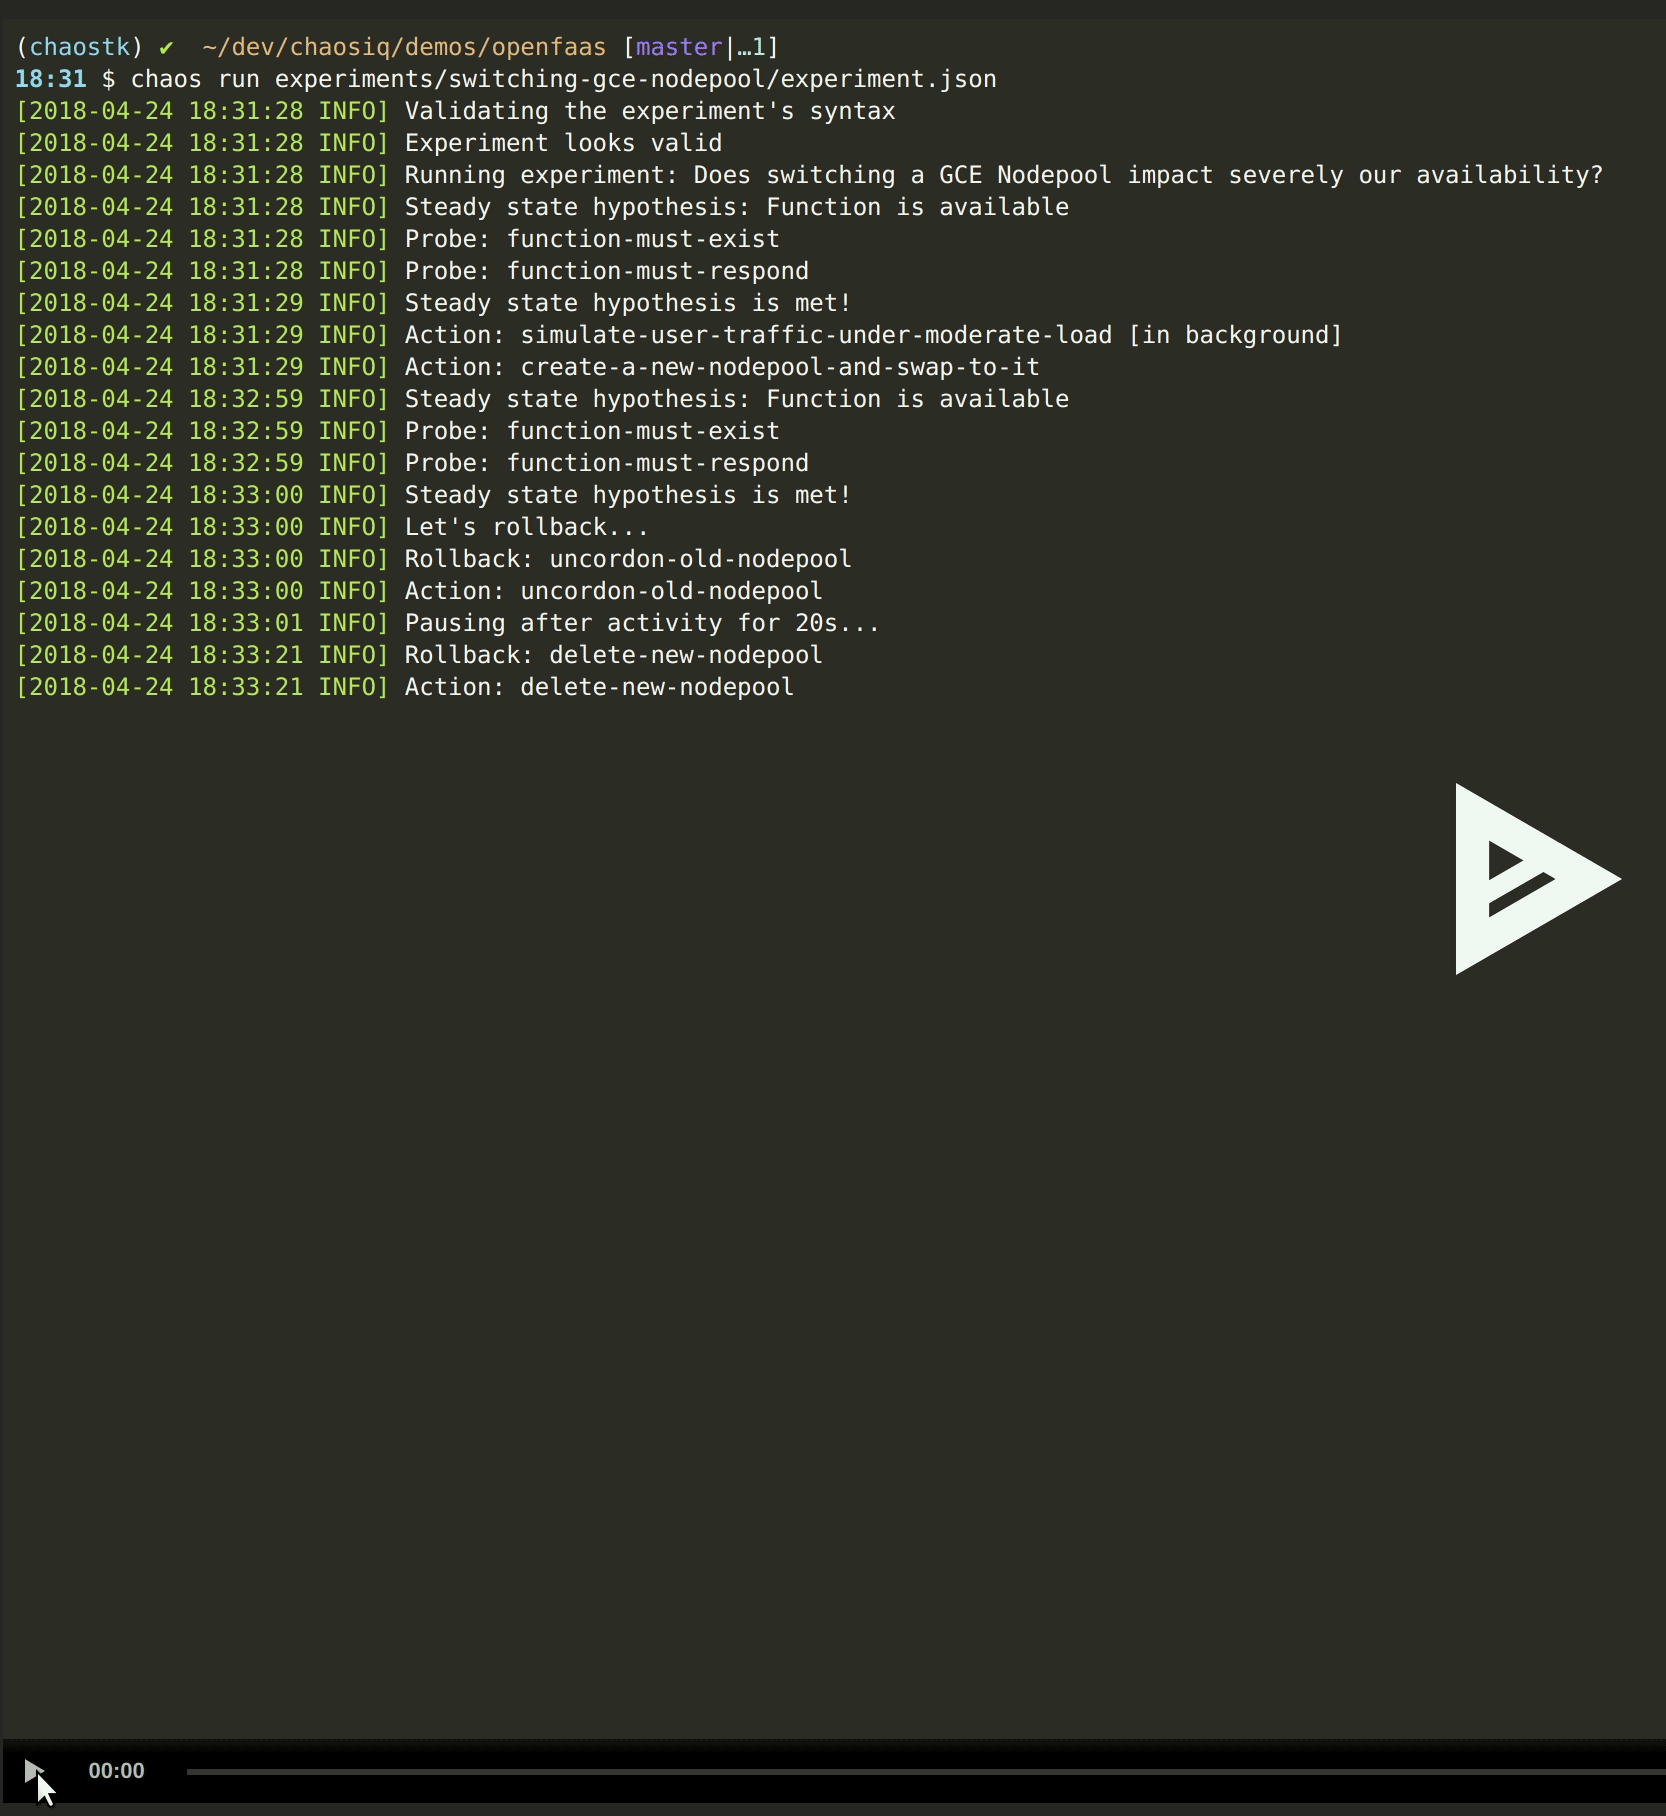 (chaostk) ✔ ~/dev/chaosiq/demos/openfaas [master|…1]
18:31 $ chaos run experiments/switching-gce-nodepool/experiment.json
[2018-04-24 18:31:28 INFO] Validating the experiment's syntax
[2018-04-24 18:31:28 INFO] Experiment looks valid
[2018-04-24 18:31:28 INFO] Running experiment: Does switching a GCE Nodepool impact severely our availability?
[2018-04-24 18:31:28 INFO] Steady state hypothesis: Function is available
[2018-04-24 18:31:28 INFO] Probe: function-must-exist
[2018-04-24 18:31:28 INFO] Probe: function-must-respond
[2018-04-24 18:31:29 INFO] Steady state hypothesis is met!
[2018-04-24 18:31:29 INFO] Action: simulate-user-traffic-under-moderate-load [in background]
[2018-04-24 18:31:29 INFO] Action: create-a-new-nodepool-and-swap-to-it
[2018-04-24 18:32:59 INFO] Steady state hypothesis: Function is available
[2018-04-24 18:32:59 INFO] Probe: function-must-exist
[2018-04-24 18:32:59 INFO] Probe: function-must-respond
[2018-04-24 18:33:00 INFO] Steady state hypothesis is met!
[2018-04-24 18:33:00 INFO] Let's rollback...
[2018-04-24 18:33:00 INFO] Rollback: uncordon-old-nodepool
[2018-04-24 18:33:00 INFO] Action: uncordon-old-nodepool
[2018-04-24 18:33:01 INFO] Pausing after activity for 20s...
[2018-04-24 18:33:21 INFO] Rollback: delete-new-nodepool
[2018-04-24 18:33:21 INFO] Action: delete-new-nodepool
00:00